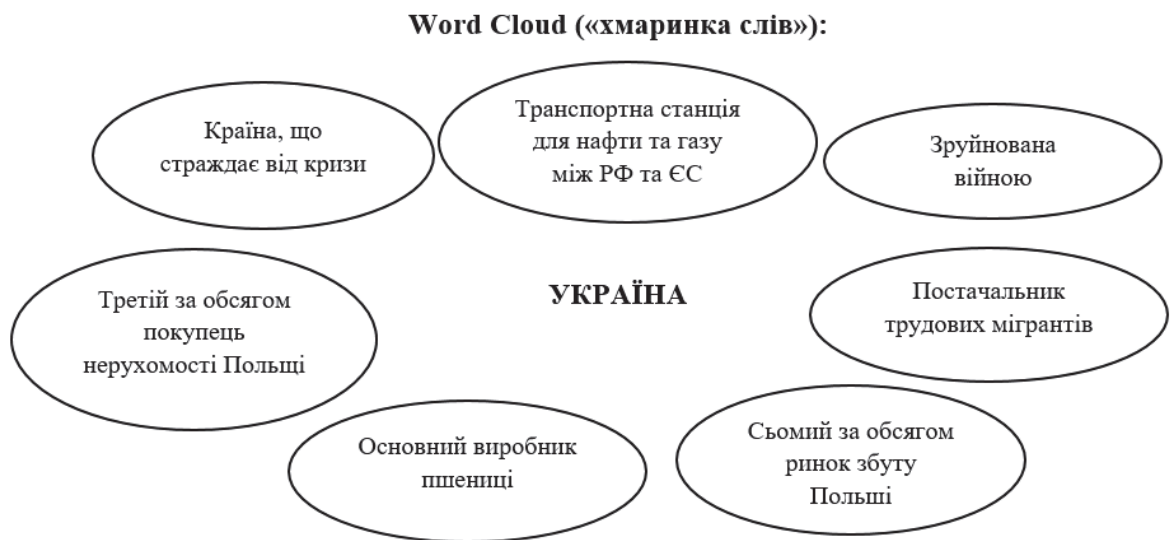 Word Cloud («хмаринка слів»):
Країна, що
страждає від кризи
Транспортна станція
для нафти та газу
між РФ та ЄС
Зруйнована
війною
Третій за обсягом
покупець
нерухомості Польщі
УКРАЇНА
Постачальник
трудових мігрантів
Основний виробник
пшениці
Сьомий за обсягом
ринок збуту
Польші